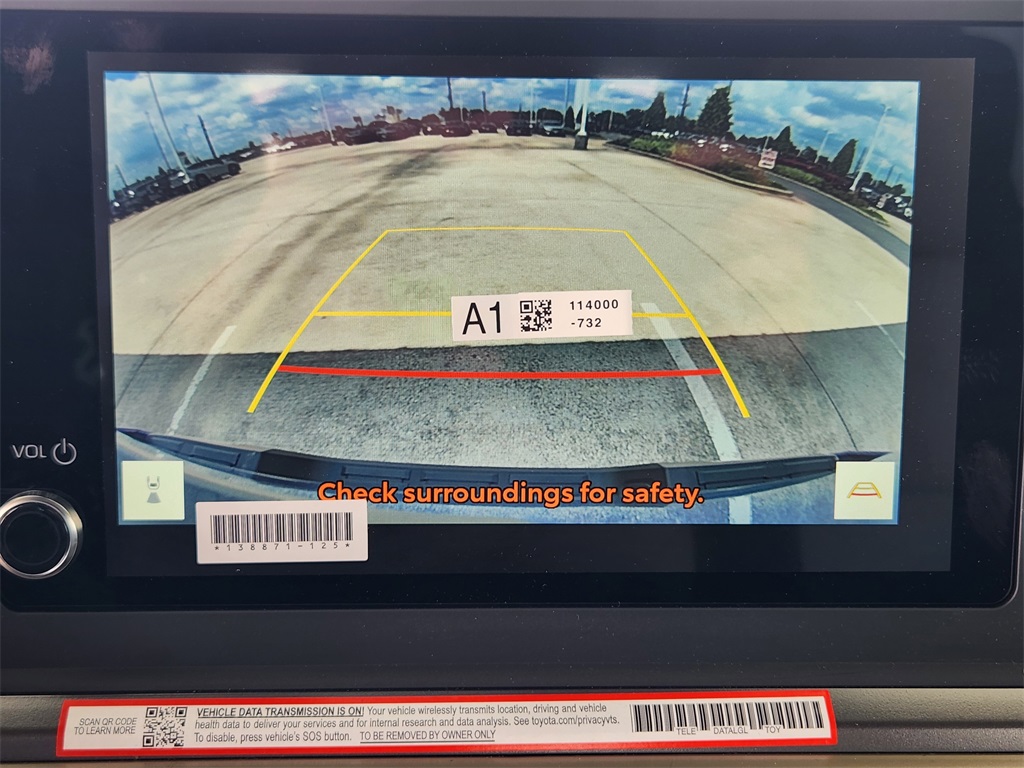 A1
114000
-732
VOL
Check surroundings for safety.
*138871-125*
SCAN QR CODE
TO LEARN MORE
VEHICLE DATA TRANSMISSION IS ON! Your vehicle wirelessly transmits location, driving and vehicle
health data to deliver your services and for internal research and data analysis. See toyota.com/privacyvts.
To disable, press vehicle's SOS button. TO BE REMOVED BY OWNER ONLY
TELE DATALGL TOY